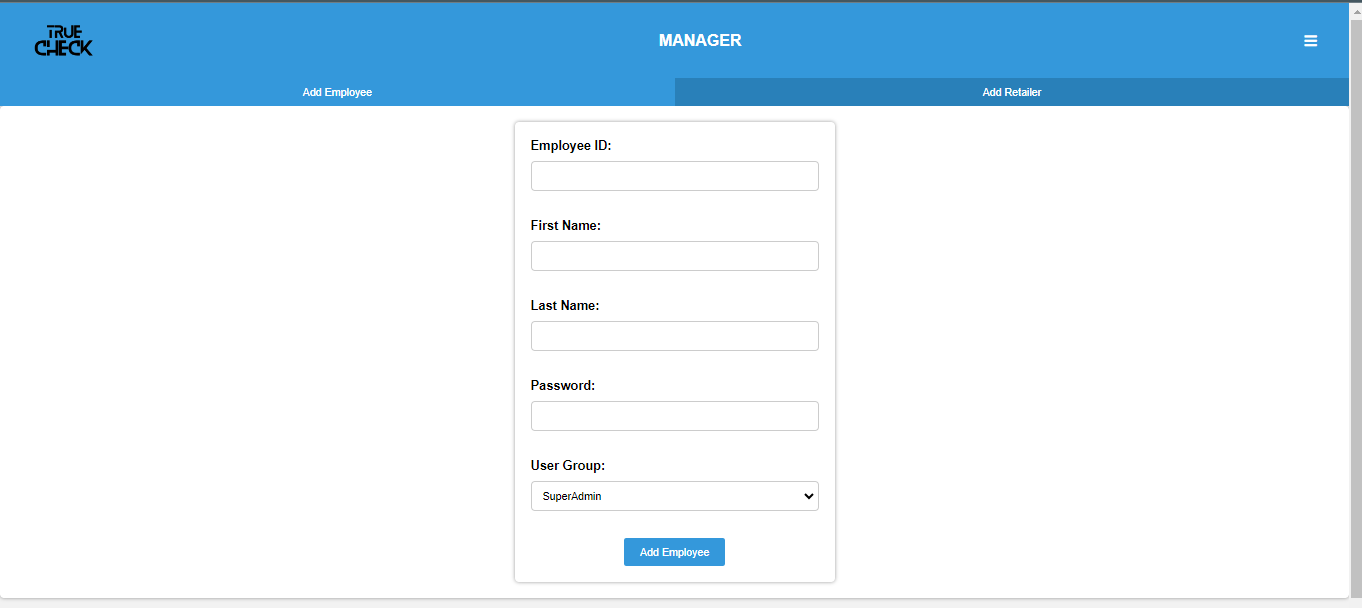 TRUE
CHECK
MANAGER
Add Employee
Add Retailer
Employee ID:
First Name:
Last Name:
Password:
User Group:
SuperAdmin
Add Employee